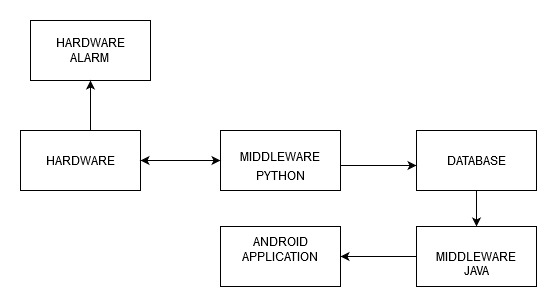 HARDWARE
ALARM
HARDWARE
MIDDLEWARE
PYTHON
DATABASE
ANDROID
APPLICATION
MIDDLEWARE
JAVA